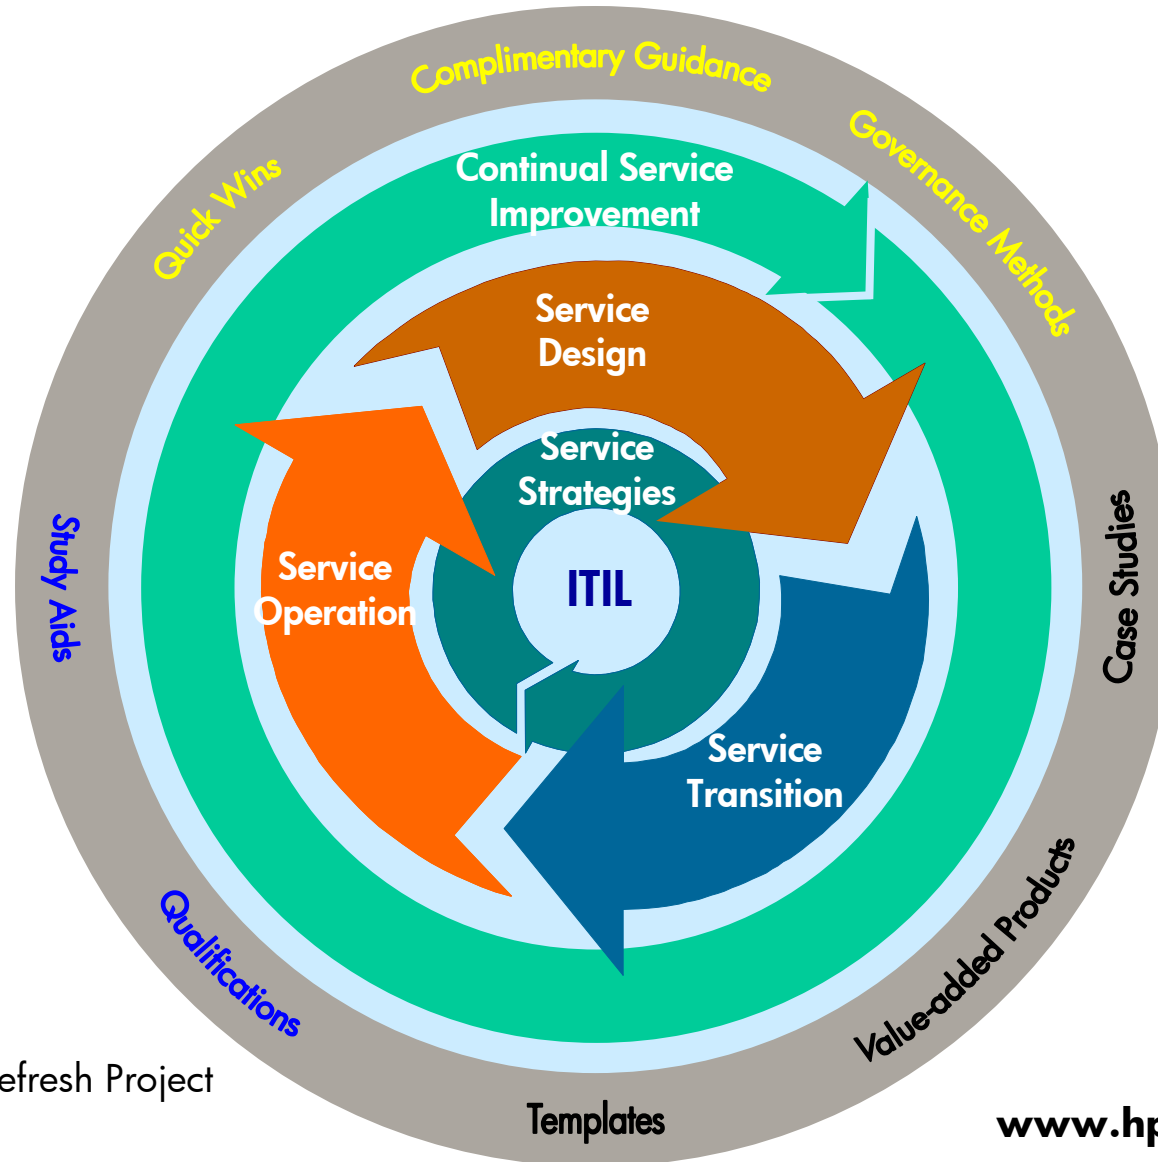 Complimentary Guidance
Governance Methods
Quick Wins
Continual Service
Improvement
Service
Design
Service
Strategies
ITIL
Service
Operation
Service
Transition
Study Aids
Case Studies
Qualifications
Value-added Products
Templates
efresh Project
www.hp